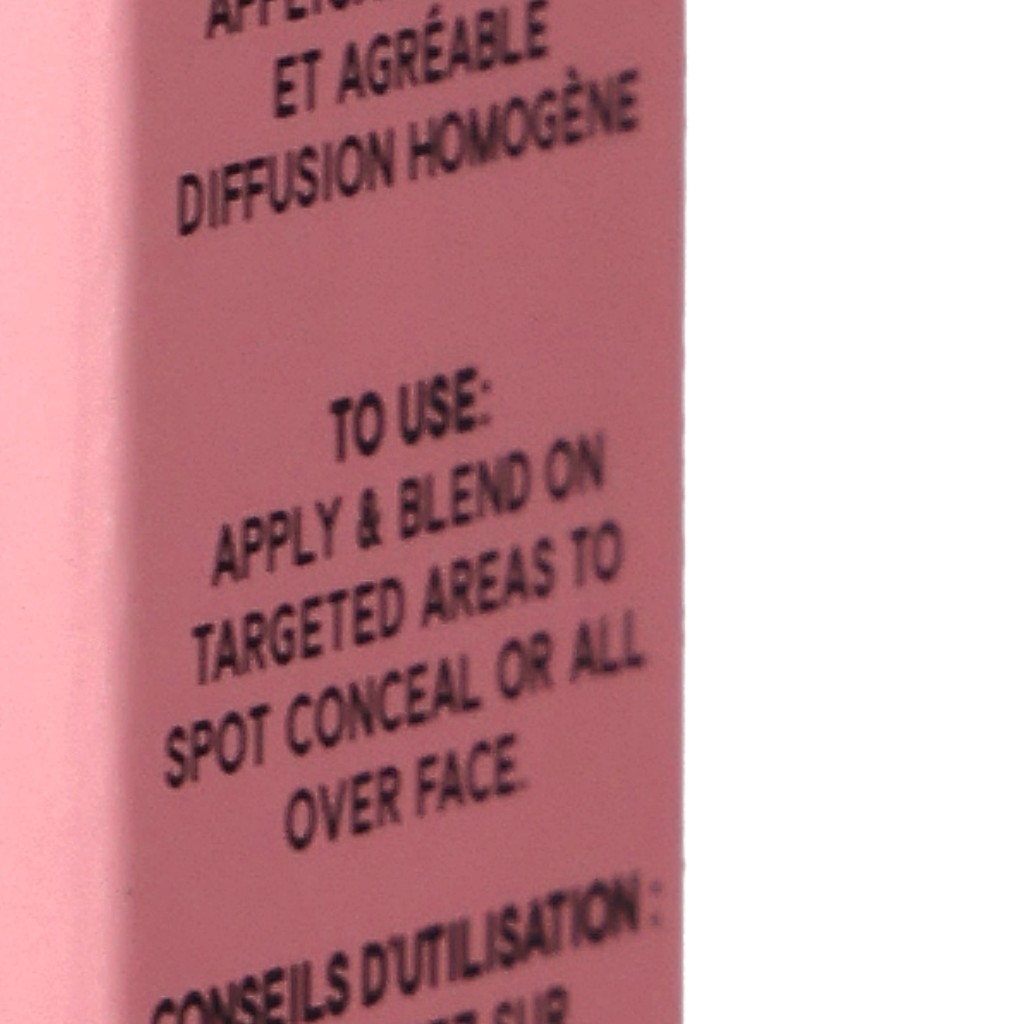 ET AGRÉABLE
DIFFUSION HOMOGÈNE
TO USE:
APPLY & BLEND ON
TARGETED AREAS TO
SPOT CONCEAL OR ALL
OVER FACE.
CONSEILS D'UTILISATION :
SUR